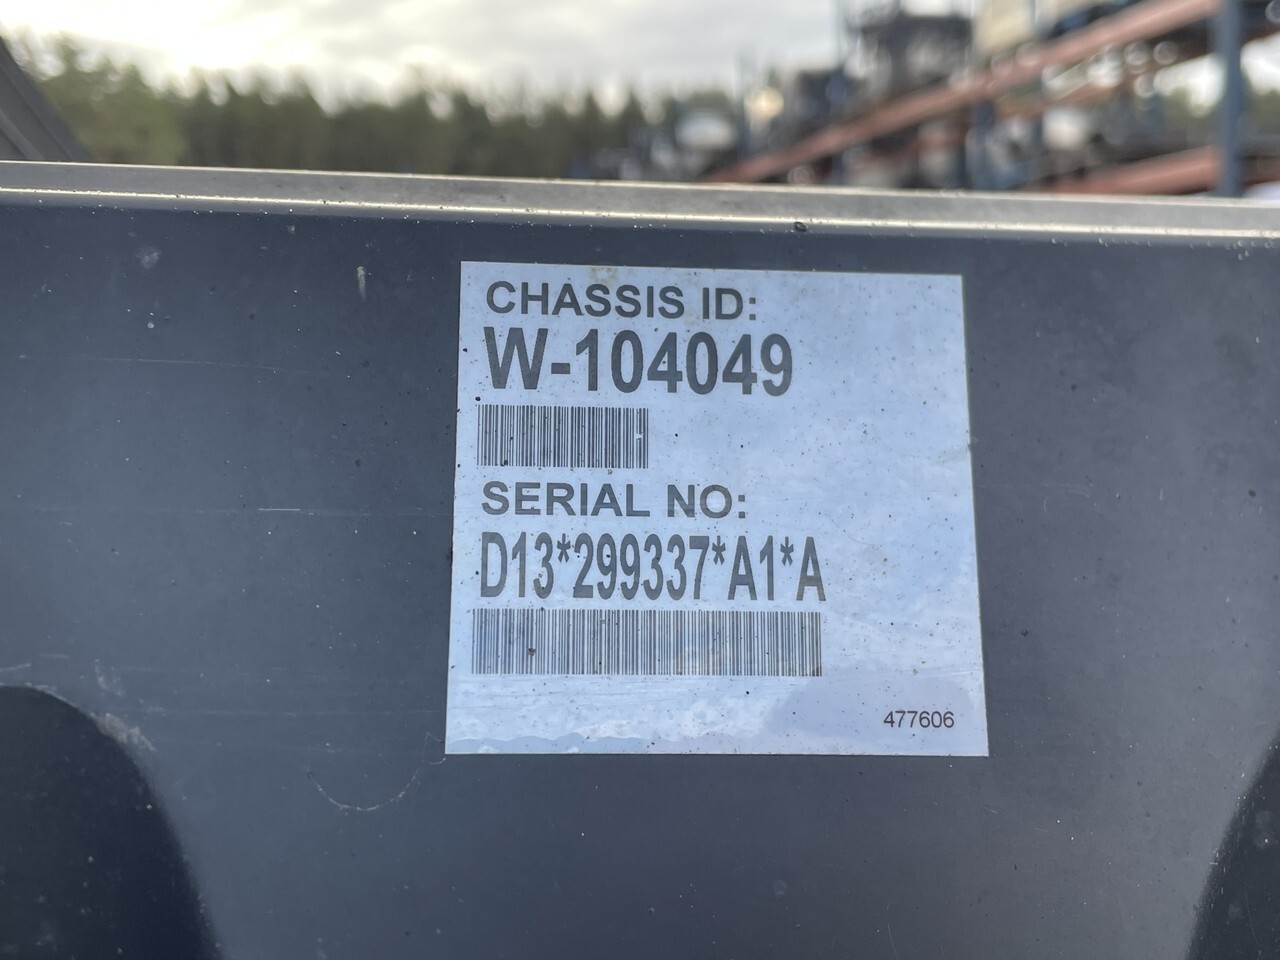 CHASSIS ID:
W-104049
SERIAL NO:
D13*299337*A1*A
477606